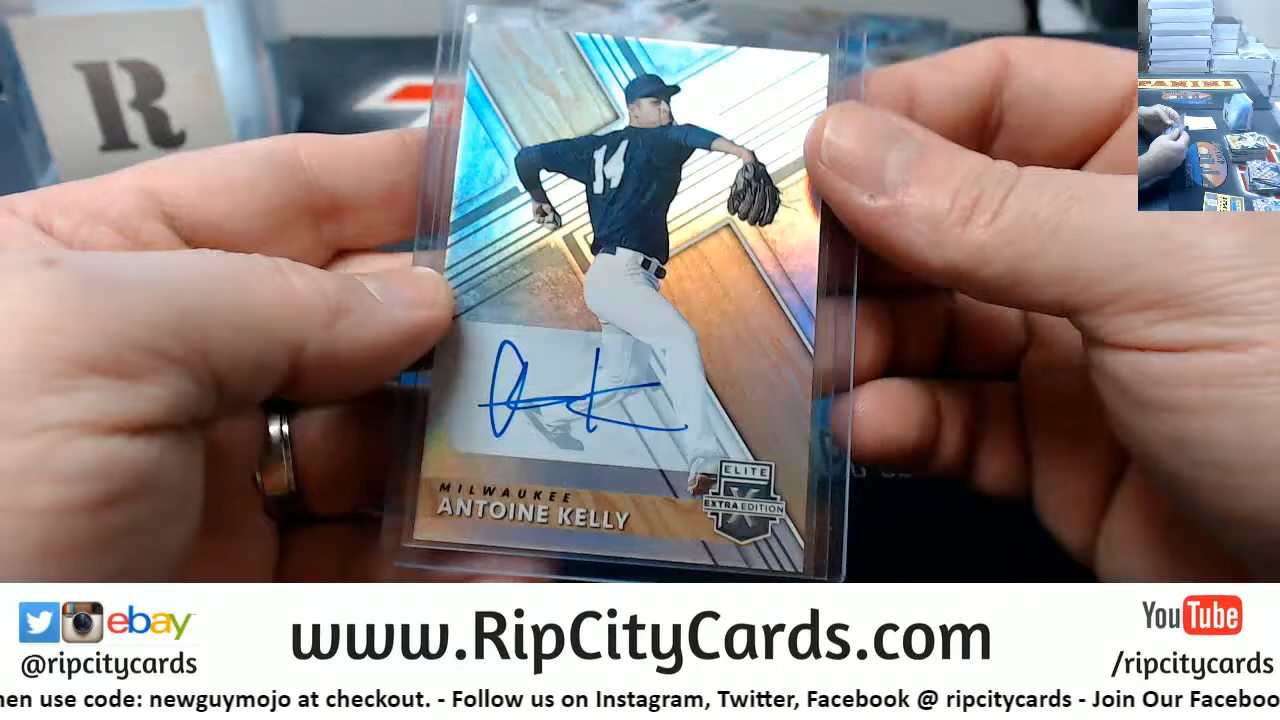 R
14
ELITE
X
EXTRA EDITION
MILWAUKEE
ANTOINE KELLY
PANINI
ebay
@ripcitycards
www.RipCityCards.com
YouTube
/ripcitycards
hen use code: newguymojo at checkout. - Follow us on Instagram, Twitter, Facebook @ ripcitycards - Join Our Faceboo